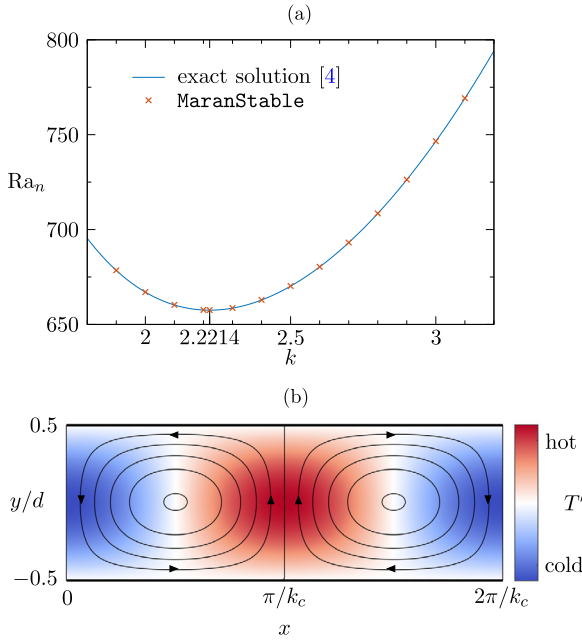 (a)
800
750
Raₙ
700
650
exact solution [4]
MaranStable
2
2.2214
2.5
3
k
(b)
0.5
y/d
−0.5
0
π/k_c
2π/k_c
x
hot
T′
cold